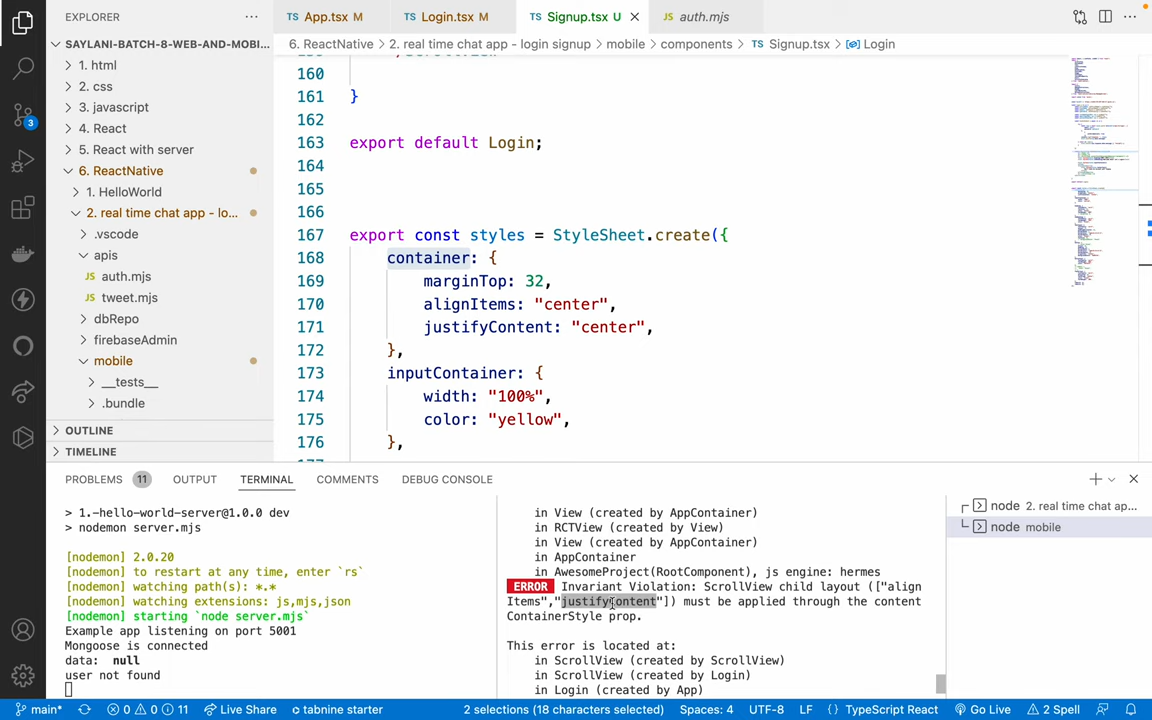 EXPLORER
App.tsx M
Login.tsx M
Signup.tsx U
auth.mjs
SAYLANI-BATCH-8-WEB-AND-MOBI...
6. ReactNative > 2. real time chat app - login signup > mobile > components > Signup.tsx > Login
1. html
2. css
3. javascript
4. React
5. React with server
6. ReactNative
1. HelloWorld
2. real time chat app - lo...
.vscode
apis
JS auth.mjs
JS tweet.mjs
dbRepo
firebaseAdmin
mobile
__tests__
.bundle
OUTLINE
TIMELINE
160
161 }
162
163 export default Login;
164
165
166
167 export const styles = StyleSheet.create({
168 container: {
169 marginTop: 32,
170 alignItems: "center",
171 justifyContent: "center",
172 },
173 inputContainer: {
174 width: "100%",
175 color: "yellow",
176 },
PROBLEMS 11 OUTPUT TERMINAL COMMENTS DEBUG CONSOLE
> 1.-hello-world-server@1.0.0 dev
> nodemon server.mjs
[nodemon] 2.0.20
[nodemon] to restart at any time, enter `rs`
[nodemon] watching path(s): *.*
[nodemon] watching extensions: js,mjs,json
[nodemon] starting `node server.mjs`
Example app listening on port 5001
Mongoose is connected
data: null
user not found
in View (created by AppContainer)
in RCTView (created by View)
in View (created by AppContainer)
in AppContainer
in AwesomeProject(RootComponent), js engine: hermes
ERROR Invariant Violation: ScrollView child layout (["align
Items","justifyContent"]) must be applied through the content
ContainerStyle prop.
This error is located at:
in ScrollView (created by ScrollView)
in ScrollView (created by Login)
in Login (created by App)
node 2. real time chat ap...
node mobile
main* 0 0 11 Live Share tabnine starter 2 selections (18 characters selected) Spaces: 4 UTF-8 LF {} TypeScript React Go Live 2 Spell